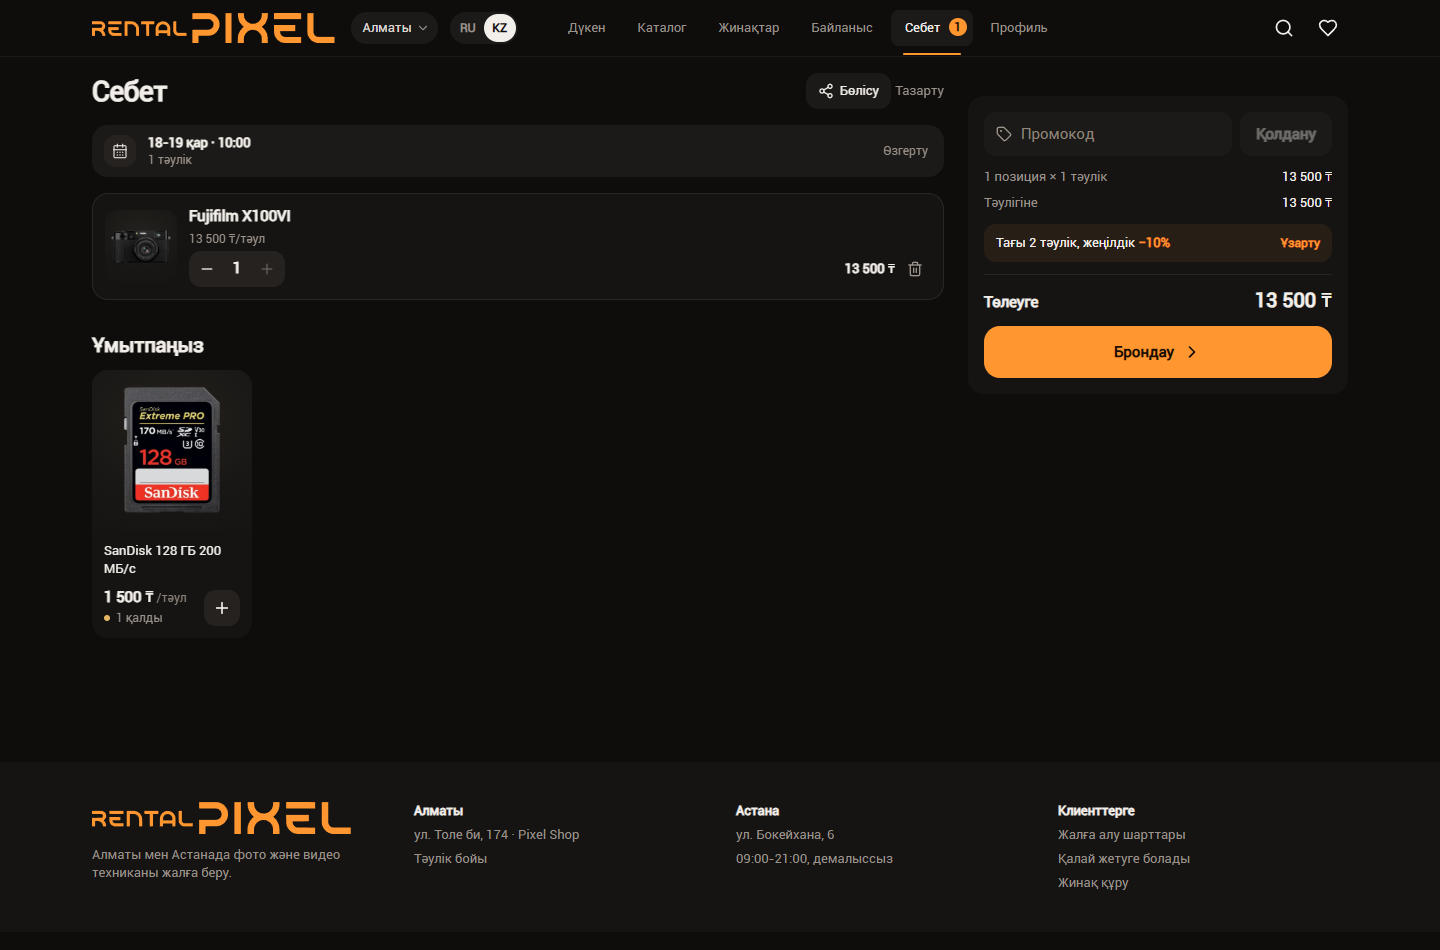 RENTAL PIXEL
Алматы
RU KZ
Дүкен
Каталог
Жинақтар
Байланыс
Себет 1
Профиль
Себет
Бөлісу
Тазарту
18-19 қар · 10:00
1 тәулік
Өзгерту
Fujifilm X100VI
13 500 ₸/тәул
1
13 500 ₸
Промокод
Қолдану
1 позиция × 1 тәулік 13 500 ₸
Тәулігіне 13 500 ₸
Тағы 2 тәулік, жеңілдік −10% Ұзарту
Төлеуге 13 500 ₸
Брондау
Ұмытпаңыз
SanDisk
Extreme PRO
170 MB/s XC I V30
U3
128 GB
SanDisk
SanDisk 128 ГБ 200
МБ/с
1 500 ₸ /тәул
1 қалды
RENTAL PIXEL
Алматы мен Астанада фото және видео
техниканы жалға беру.
Алматы
ул. Толе би, 174 · Pixel Shop
Тәулік бойы
Астана
ул. Бокейхана, 6
09:00-21:00, демалыссыз
Клиенттерге
Жалға алу шарттары
Қалай жетуге болады
Жинақ құру